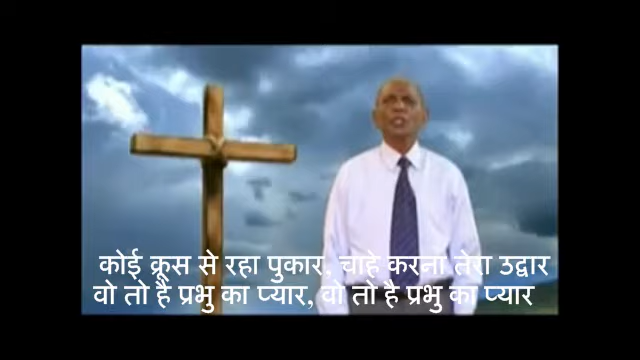 कोई क्रूस से रहा पुकार, चाहे करना तेरा उद्वार
वो तो है प्रभु का प्यार, वो तो है प्रभु का प्यार